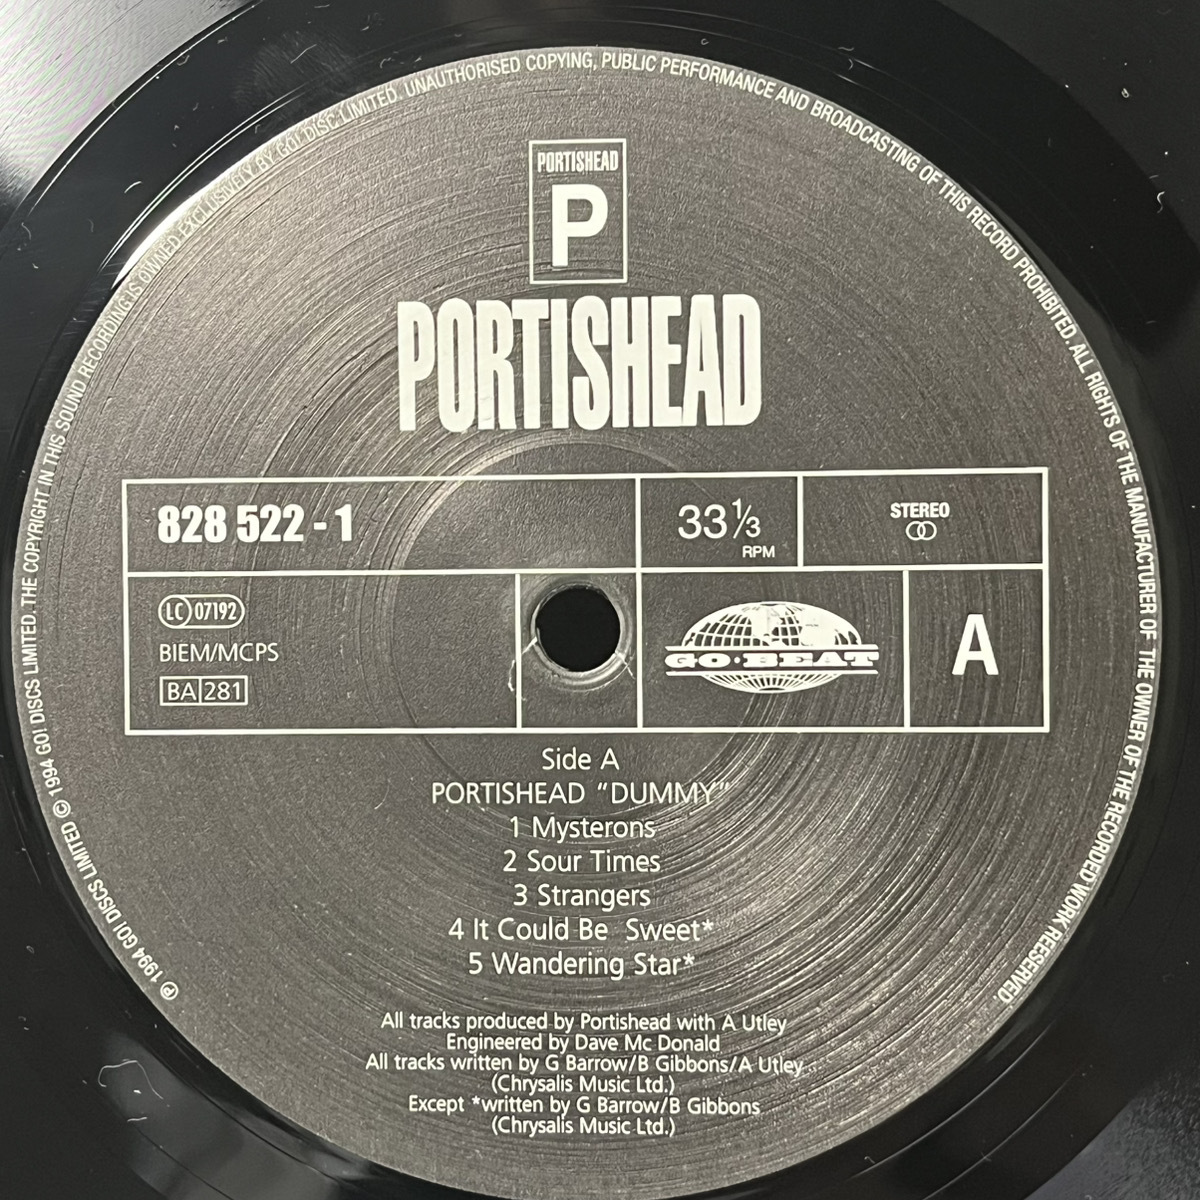 ℗ 1994 GO! DISCS LIMITED © 1994 GO! DISCS LIMITED. THE COPYRIGHT IN THIS SOUND RECORDING IS OWNED EXCLUSIVELY BY GO! DISC LIMITED. UNAUTHORISED COPYING, PUBLIC PERFORMANCE AND BROADCASTING OF THIS RECORD PROHIBITED. ALL RIGHTS OF THE MANUFACTURER OF THE OWNER OF THE RECORDED WORK REESERVED.
PORTISHEAD
P
PORTISHEAD
828 522 - 1
33 1/3
RPM
STEREO
LC 07192
BIEM/MCPS
BA 281
GO·BEAT
A
Side A
PORTISHEAD “DUMMY”
1 Mysterons
2 Sour Times
3 Strangers
4 It Could Be Sweet*
5 Wandering Star*
All tracks produced by Portishead with A Utley
Engineered by Dave Mc Donald
All tracks written by G Barrow/B Gibbons/A Utley
(Chrysalis Music Ltd.)
Except *written by G Barrow/B Gibbons
(Chrysalis Music Ltd.)